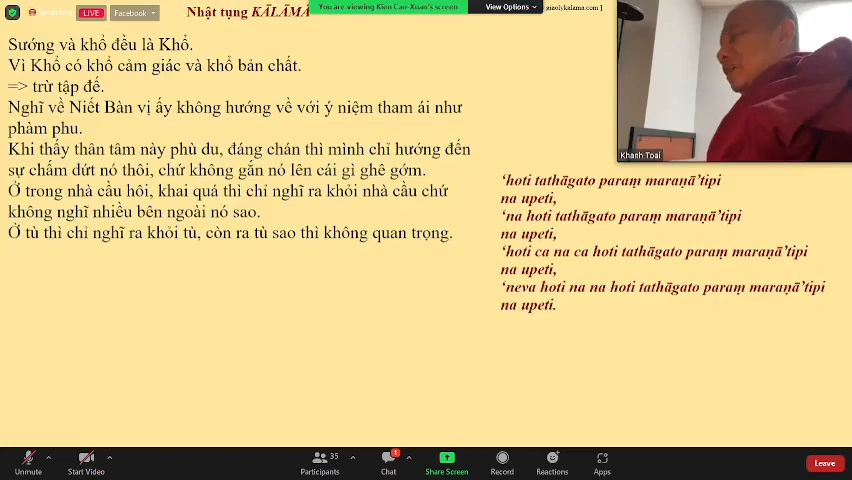 LIVE
Facebook
Nhật tụng KĀLĀMA
You are viewing Kien Cao-Xuan's screen
View Options
Sướng và khổ đều là Khổ.
Vì Khổ có khổ cảm giác và khổ bản chất.
=> trừ tập đế.
Nghĩ về Niết Bàn vị ấy không hướng về với ý niệm tham ái như
phàm phu.
Khi thấy thân tâm này phù du, đáng chán thì mình chỉ hướng đến
sự chấm dứt nó thôi, chứ không gắn nó lên cái gì ghê gớm.
Ở trong nhà cầu hôi, khai quá thì chỉ nghĩ ra khỏi nhà cầu chứ
không nghĩ nhiều bên ngoài nó sao.
Ở tù thì chỉ nghĩ ra khỏi tù, còn ra tù sao thì không quan trọng.
Khanh Toai
‘hoti tathāgato paraṃ maraṇā’tipi
na upeti,
‘na hoti tathāgato paraṃ maraṇā’tipi
na upeti,
‘hoti ca na ca hoti tathāgato paraṃ maraṇā’tipi
na upeti,
‘neva hoti na na hoti tathāgato paraṃ maraṇā’tipi
na upeti.
Unmute
Start Video
35
Participants
1
Chat
Share Screen
Record
Reactions
Apps
Leave